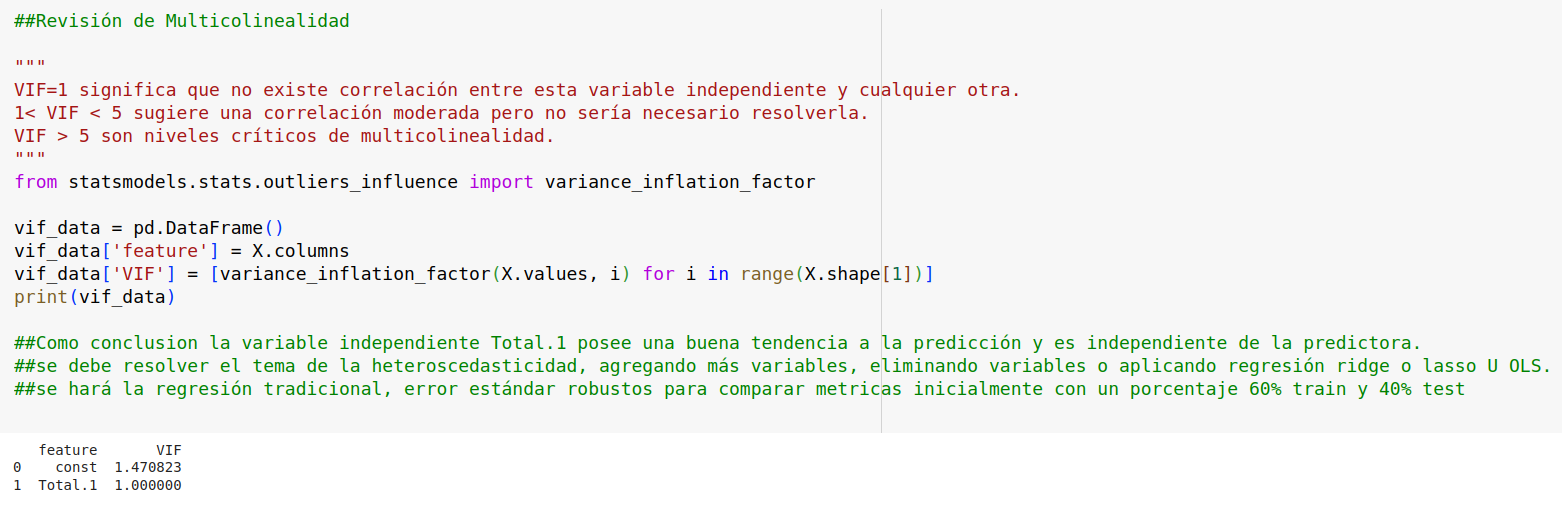 ##Revisión de Multicolinealidad
"""
VIF=1 significa que no existe correlación entre esta variable independiente y cualquier otra.
1< VIF < 5 sugiere una correlación moderada pero no sería necesario resolverla.
VIF > 5 son niveles críticos de multicolinealidad.
"""
from statsmodels.stats.outliers_influence import variance_inflation_factor
vif_data = pd.DataFrame()
vif_data['feature'] = X.columns
vif_data['VIF'] = [variance_inflation_factor(X.values, i) for i in range(X.shape[1])]
print(vif_data)
##Como conclusion la variable independiente Total.1 posee una buena tendencia a la predicción y es independiente de la predictora.
##se debe resolver el tema de la heteroscedasticidad, agregando más variables, eliminando variables o aplicando regresión ridge o lasso U OLS.
##se hará la regresión tradicional, error estándar robustos para comparar metricas inicialmente con un porcentaje 60% train y 40% test
feature VIF
0 const 1.470823
1 Total.1 1.000000